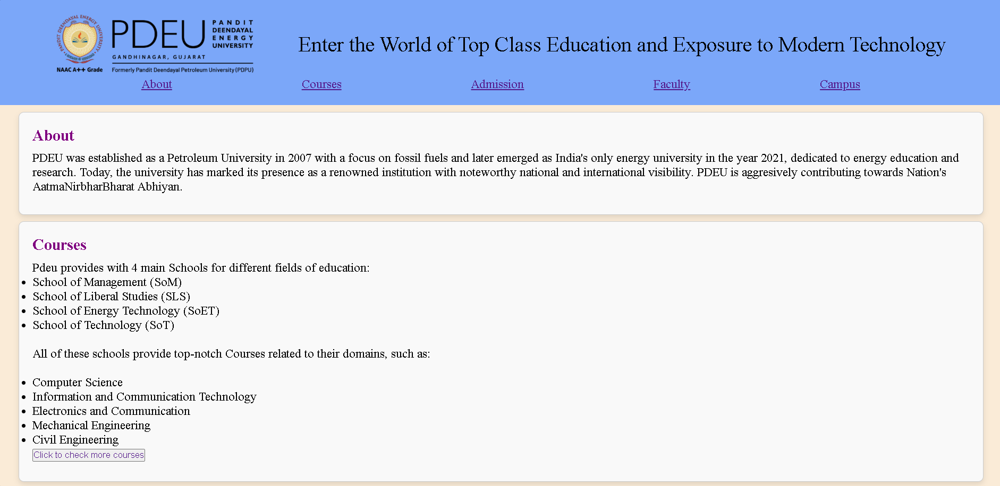 PANDIT DEENDAYAL ENERGY UNIVERSITY
PDEU
PANDIT
DEENDAYAL
ENERGY
UNIVERSITY
GANDHINAGAR, GUJARAT
NAAC A++ Grade
Formerly Pandit Deendayal Petroleum University (PDPU)
Enter the World of Top Class Education and Exposure to Modern Technology
About
Courses
Admission
Faculty
Campus
About
PDEU was established as a Petroleum University in 2007 with a focus on fossil fuels and later emerged as India's only energy university in the year 2021, dedicated to energy education and
research. Today, the university has marked its presence as a renowned institution with noteworthy national and international visibility. PDEU is aggresively contributing towards Nation's
AatmaNirbharBharat Abhiyan.
Courses
Pdeu provides with 4 main Schools for different fields of education:
• School of Management (SoM)
• School of Liberal Studies (SLS)
• School of Energy Technology (SoET)
• School of Technology (SoT)
All of these schools provide top-notch Courses related to their domains, such as:
• Computer Science
• Information and Communication Technology
• Electronics and Communication
• Mechanical Engineering
• Civil Engineering
Click to check more courses